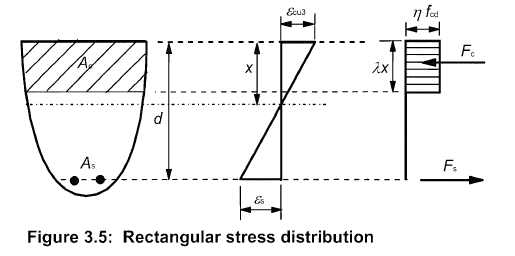 εcu3
η fcd
Ac
x
d
λx
Fc
As
Fs
εs
Figure 3.5: Rectangular stress distribution